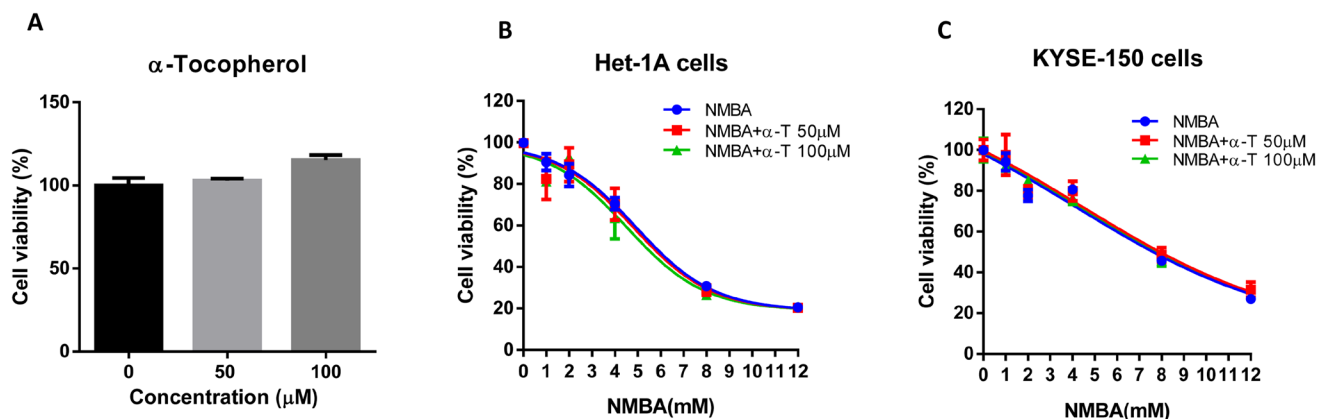 A
α-Tocopherol
Cell viability (%)
150
100
50
0
0 50 100
Concentration (μM)
B
Het-1A cells
NMBA
NMBA+α-T 50μM
NMBA+α-T 100μM
Cell viability (%)
120
100
80
60
40
20
0
0 1 2 3 4 5 6 7 8 9 10 11 12
NMBA(mM)
C
KYSE-150 cells
NMBA
NMBA+α-T 50μM
NMBA+α-T 100μM
Cell viability (%)
120
100
80
60
40
20
0
0 1 2 3 4 5 6 7 8 9 10 11 12
NMBA(mM)